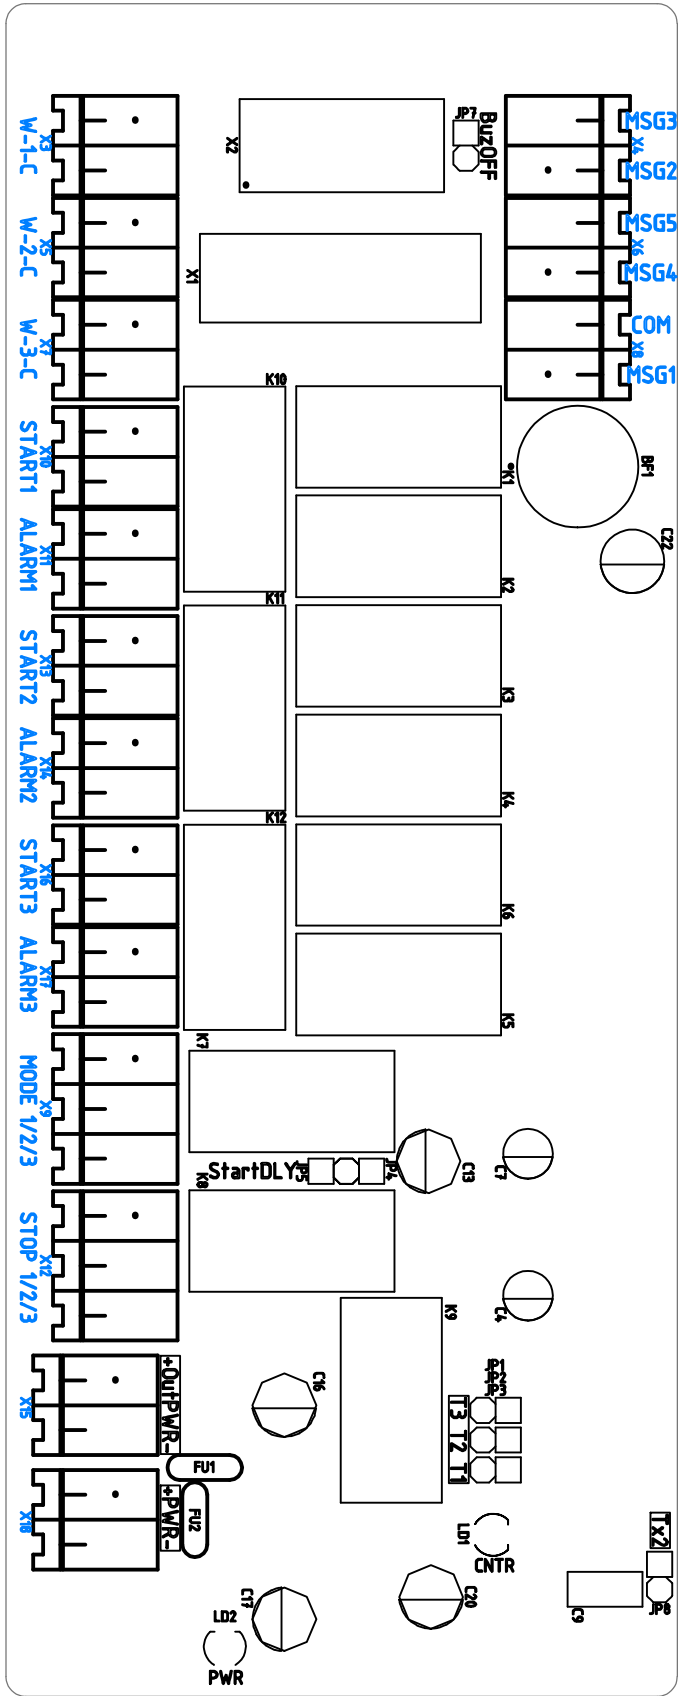 JP7
BuzOFF
X2
W-1-C
X3
MSG3
X4
MSG2
W-2-C
X5
MSG5
X6
MSG4
X1
W-3-C
X7
COM
X8
MSG1
K10
START1
X10
K1
BF1
ALARM1
X11
C22
K2
K11
START2
X13
K3
ALARM2
X14
K4
K12
START3
X16
K6
ALARM3
X17
K5
K7
MODE 1/2/3
X9
StartDLY
JP5
JP4
C13
C7
K8
STOP 1/2/3
X12
C4
K9
+OutPWR-
X15
C16
JP1
JP2
JP3
T3 T2 T1
FU1
+PWR-
X18
FU2
LD1
CNTR
Tx2
JP8
C9
C17
C20
LD2
PWR